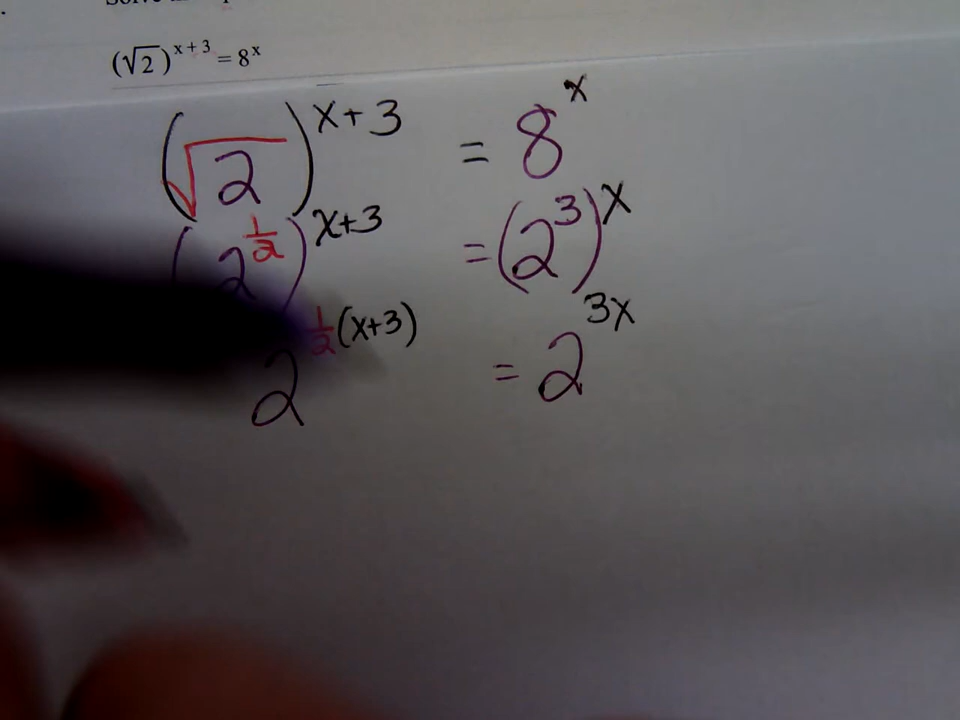 (√2)^(x + 3) = 8^x
(√2)^(x+3) = 8^x
(2^(1/2))^(x+3) = (2^3)^x
2^(1/2(x+3)) = 2^(3x)